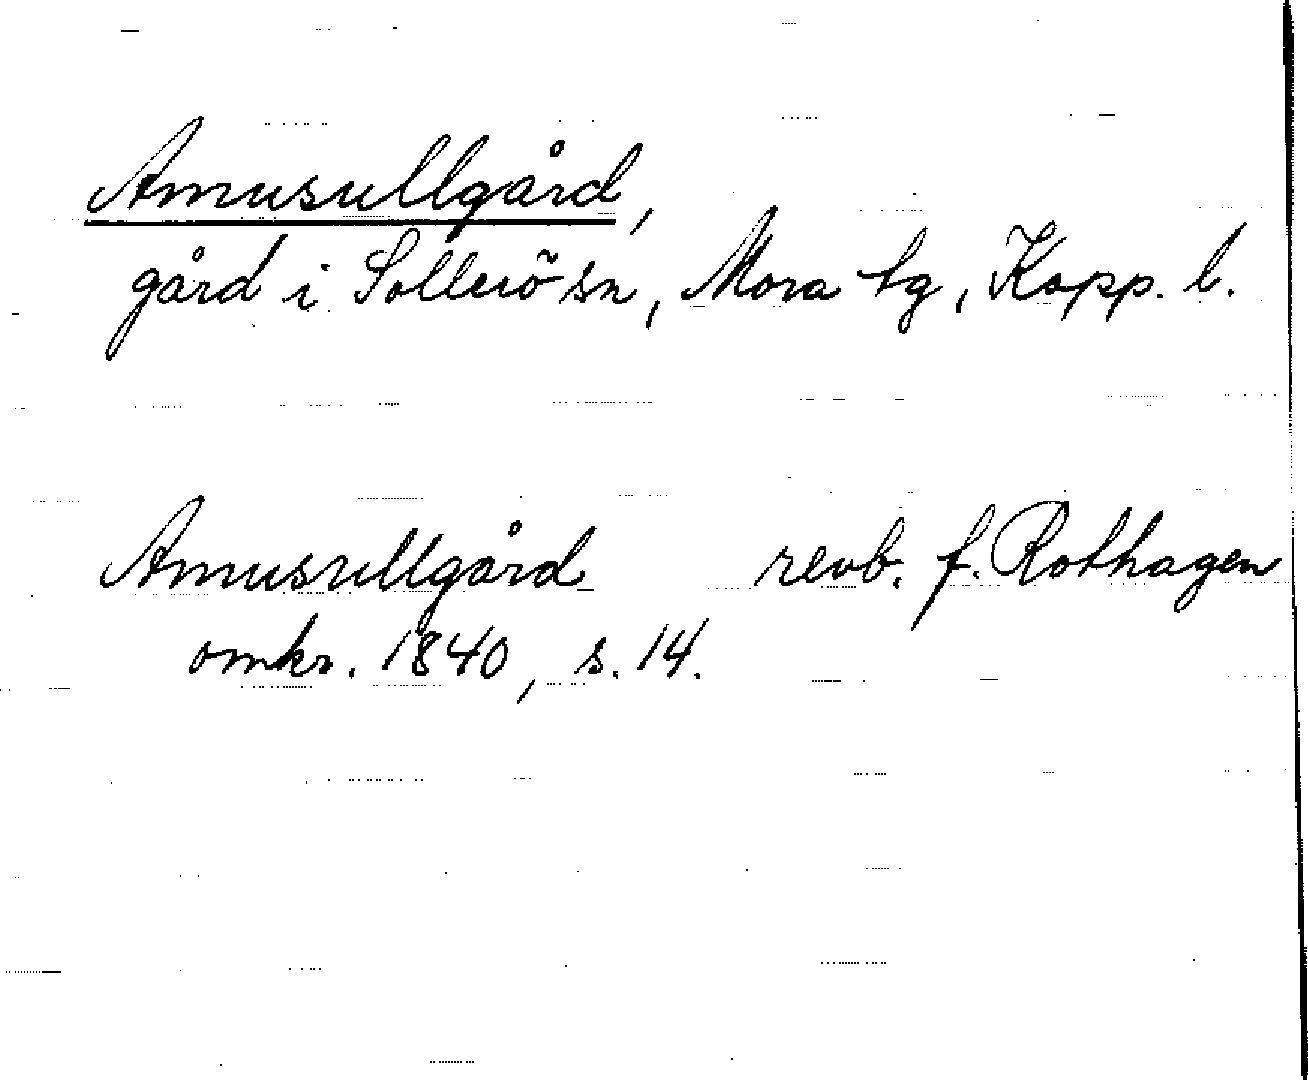 Amusullgård,
gård i Sollerö sn, Mora tg, Kopp. l.
Amusullgård revb. f. Rothagen
omkr. 1840, s. 14.